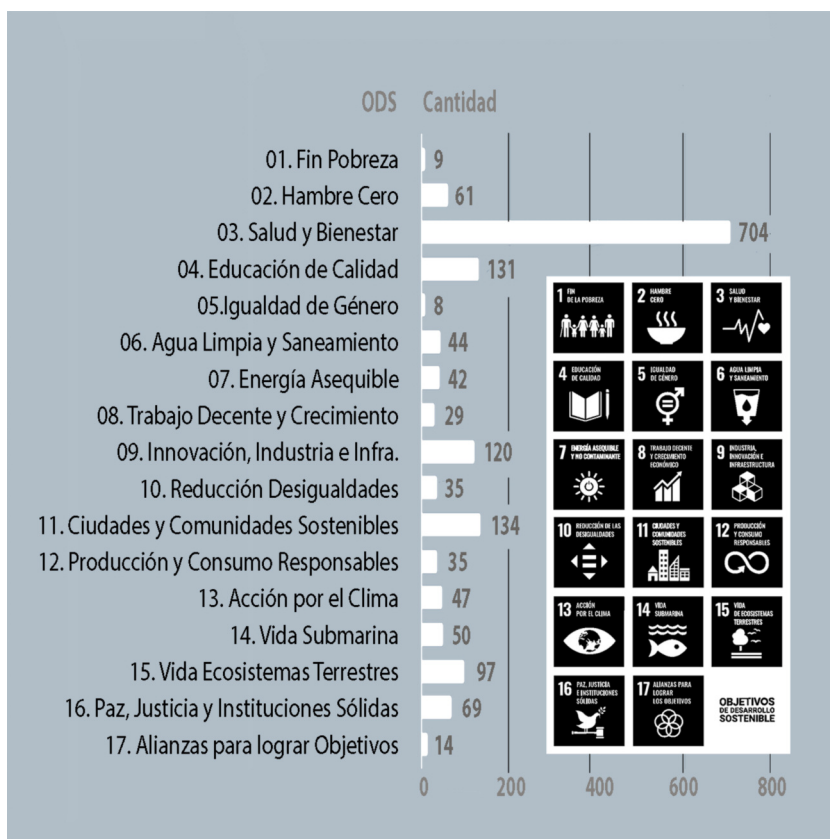 ODS Cantidad
01. Fin Pobreza 9
02. Hambre Cero 61
03. Salud y Bienestar 704
04. Educación de Calidad 131
05.Igualdad de Género 8
06. Agua Limpia y Saneamiento 44
07. Energía Asequible 42
08. Trabajo Decente y Crecimiento 29
09. Innovación, Industria e Infra. 120
10. Reducción Desigualdades 35
11. Ciudades y Comunidades Sostenibles 134
12. Producción y Consumo Responsables 35
13. Acción por el Clima 47
14. Vida Submarina 50
15. Vida Ecosistemas Terrestres 97
16. Paz, Justicia y Instituciones Sólidas 69
17. Alianzas para lograr Objetivos 14
0 200 400 600 800
1 FIN
DE LA POBREZA
2 HAMBRE
CERO
3 SALUD
Y BIENESTAR
4 EDUCACIÓN
DE CALIDAD
5 IGUALDAD
DE GÉNERO
6 AGUA LIMPIA
Y SANEAMIENTO
7 ENERGÍA ASEQUIBLE
Y NO CONTAMINANTE
8 TRABAJO DECENTE
Y CRECIMIENTO
ECONÓMICO
9 INDUSTRIA,
INNOVACIÓN E
INFRAESTRUCTURA
10 REDUCCIÓN DE LAS
DESIGUALDADES
11 CIUDADES Y
COMUNIDADES
SOSTENIBLES
12 PRODUCCIÓN
Y CONSUMO
RESPONSABLES
13 ACCIÓN
POR EL CLIMA
14 VIDA
SUBMARINA
15 VIDA
DE ECOSISTEMAS
TERRESTRES
16 PAZ, JUSTICIA
E INSTITUCIONES
SÓLIDAS
17 ALIANZAS PARA
LOGRAR
LOS OBJETIVOS
OBJETIVOS
DE DESARROLLO
SOSTENIBLE